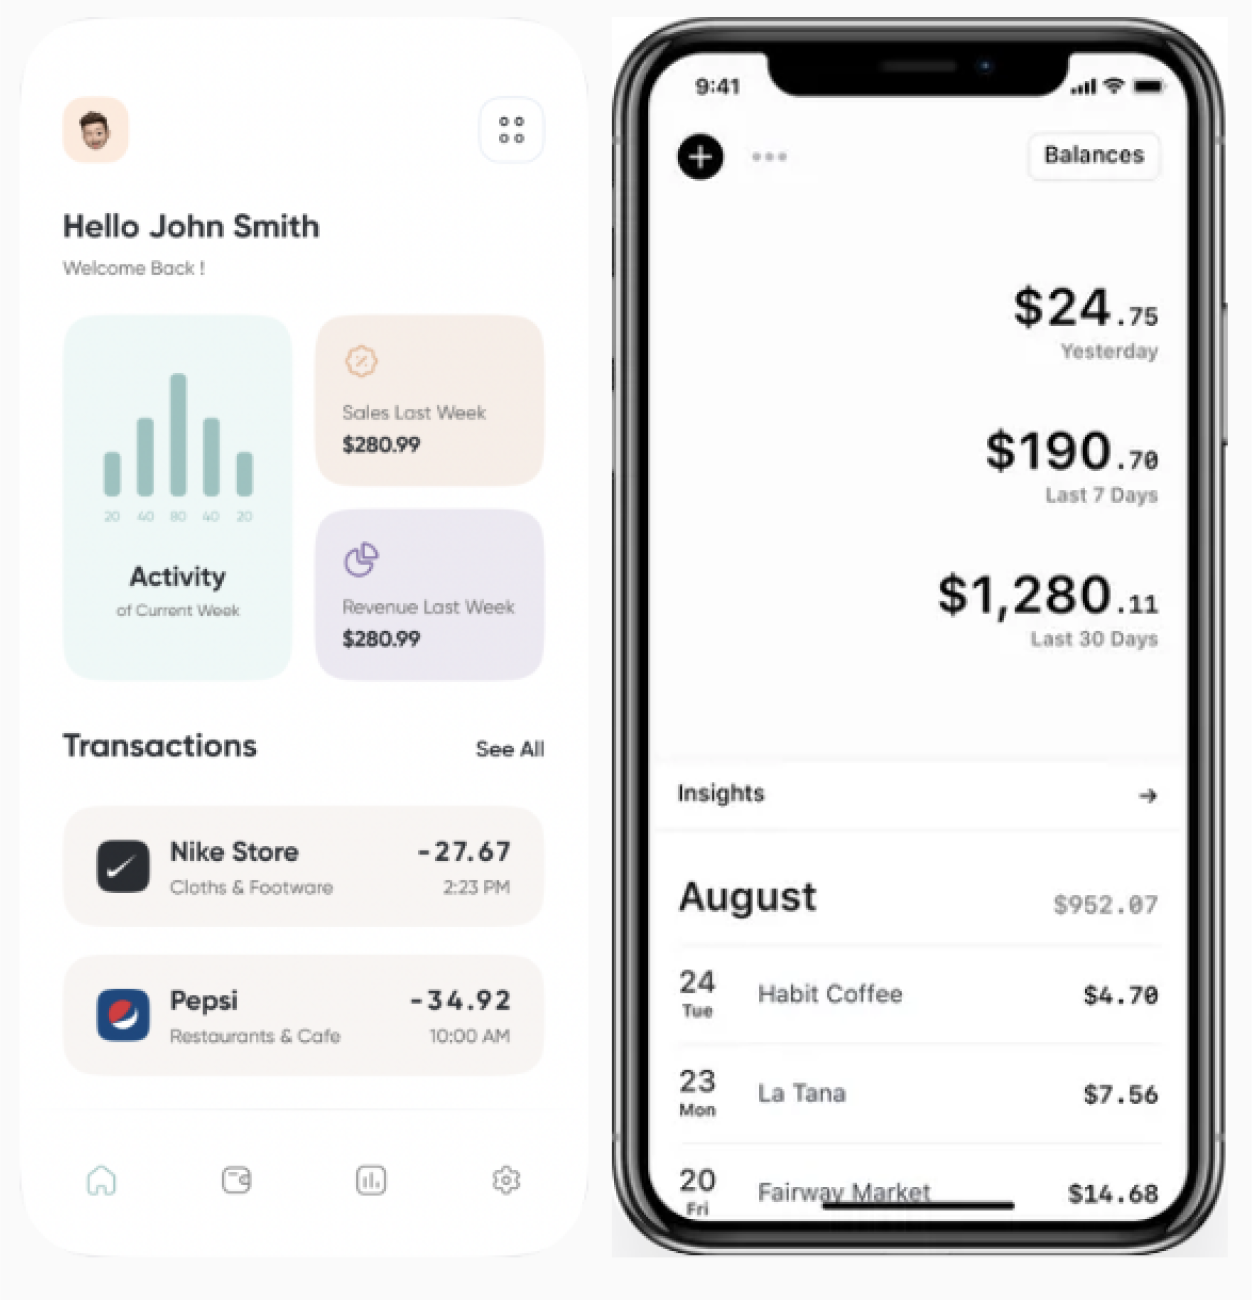 Hello John Smith
Welcome Back !
20 40 80 40 20
Activity
of Current Week
Sales Last Week
$280.99
Revenue Last Week
$280.99
Transactions
See All
Nike Store
-27.67
Cloths & Footware
2:23 PM
Pepsi
-34.92
Restaurants & Cafe
10:00 AM
9:41
Balances
$24.75
Yesterday
$190.70
Last 7 Days
$1,280.11
Last 30 Days
Insights
August
$952.07
24
Tue
Habit Coffee
$4.70
23
Mon
La Tana
$7.56
20
Fri
Fairway Market
$14.68